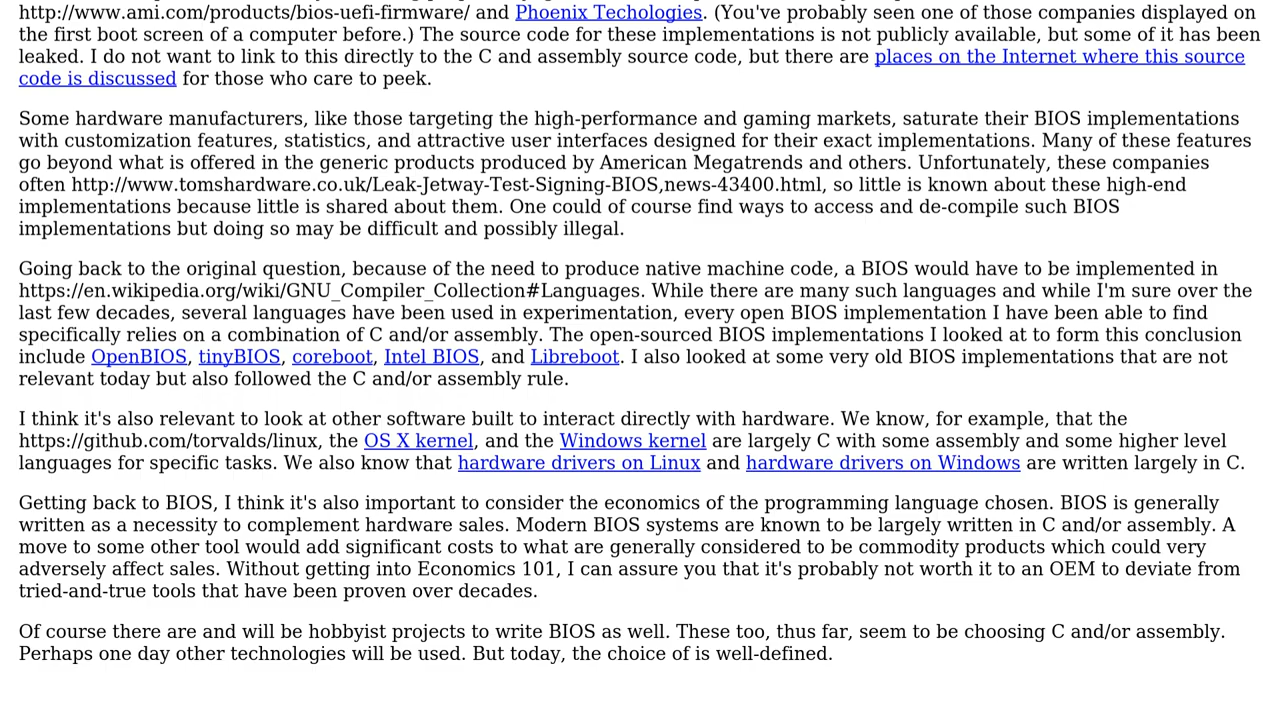 http://www.ami.com/products/bios-uefi-firmware/ and Phoenix Techologies. (You've probably seen one of those companies displayed on
the first boot screen of a computer before.) The source code for these implementations is not publicly available, but some of it has been
leaked. I do not want to link to this directly to the C and assembly source code, but there are places on the Internet where this source
code is discussed for those who care to peek.
Some hardware manufacturers, like those targeting the high-performance and gaming markets, saturate their BIOS implementations
with customization features, statistics, and attractive user interfaces designed for their exact implementations. Many of these features
go beyond what is offered in the generic products produced by American Megatrends and others. Unfortunately, these companies
often http://www.tomshardware.co.uk/Leak-Jetway-Test-Signing-BIOS,news-43400.html, so little is known about these high-end
implementations because little is shared about them. One could of course find ways to access and de-compile such BIOS
implementations but doing so may be difficult and possibly illegal.
Going back to the original question, because of the need to produce native machine code, a BIOS would have to be implemented in
https://en.wikipedia.org/wiki/GNU_Compiler_Collection#Languages. While there are many such languages and while I'm sure over the
last few decades, several languages have been used in experimentation, every open BIOS implementation I have been able to find
specifically relies on a combination of C and/or assembly. The open-sourced BIOS implementations I looked at to form this conclusion
include OpenBIOS, tinyBIOS, coreboot, Intel BIOS, and Libreboot. I also looked at some very old BIOS implementations that are not
relevant today but also followed the C and/or assembly rule.
I think it's also relevant to look at other software built to interact directly with hardware. We know, for example, that the
https://github.com/torvalds/linux, the OS X kernel, and the Windows kernel are largely C with some assembly and some higher level
languages for specific tasks. We also know that hardware drivers on Linux and hardware drivers on Windows are written largely in C.
Getting back to BIOS, I think it's also important to consider the economics of the programming language chosen. BIOS is generally
written as a necessity to complement hardware sales. Modern BIOS systems are known to be largely written in C and/or assembly. A
move to some other tool would add significant costs to what are generally considered to be commodity products which could very
adversely affect sales. Without getting into Economics 101, I can assure you that it's probably not worth it to an OEM to deviate from
tried-and-true tools that have been proven over decades.
Of course there are and will be hobbyist projects to write BIOS as well. These too, thus far, seem to be choosing C and/or assembly.
Perhaps one day other technologies will be used. But today, the choice of is well-defined.